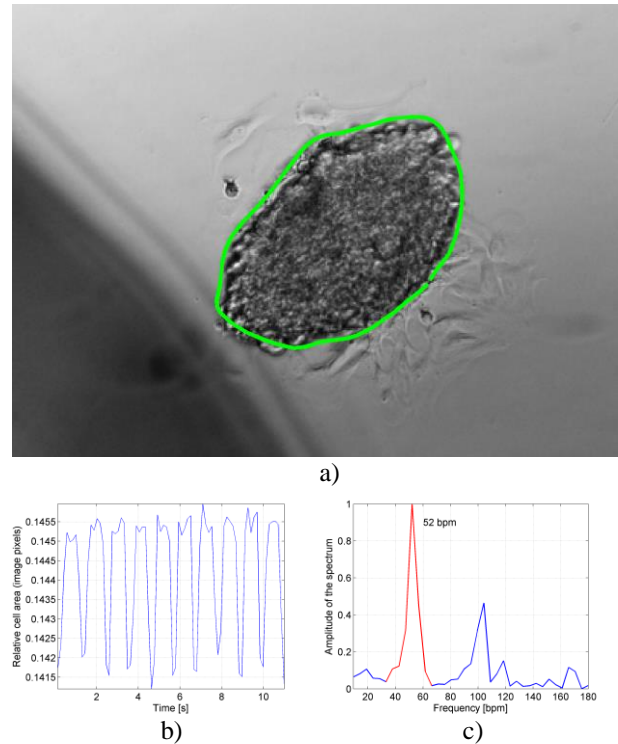 a)
0.1455
0.145
0.1445
0.144
0.1435
0.143
0.1425
0.142
0.1415
Relative cell area (image pixels)
2 4 6 8 10
Time [s]
b)
1
0.8
0.6
0.4
0.2
0
Amplitude of the spectrum
52 bpm
20 40 60 80 100 120 140 160 180
Frequency [bpm]
c)